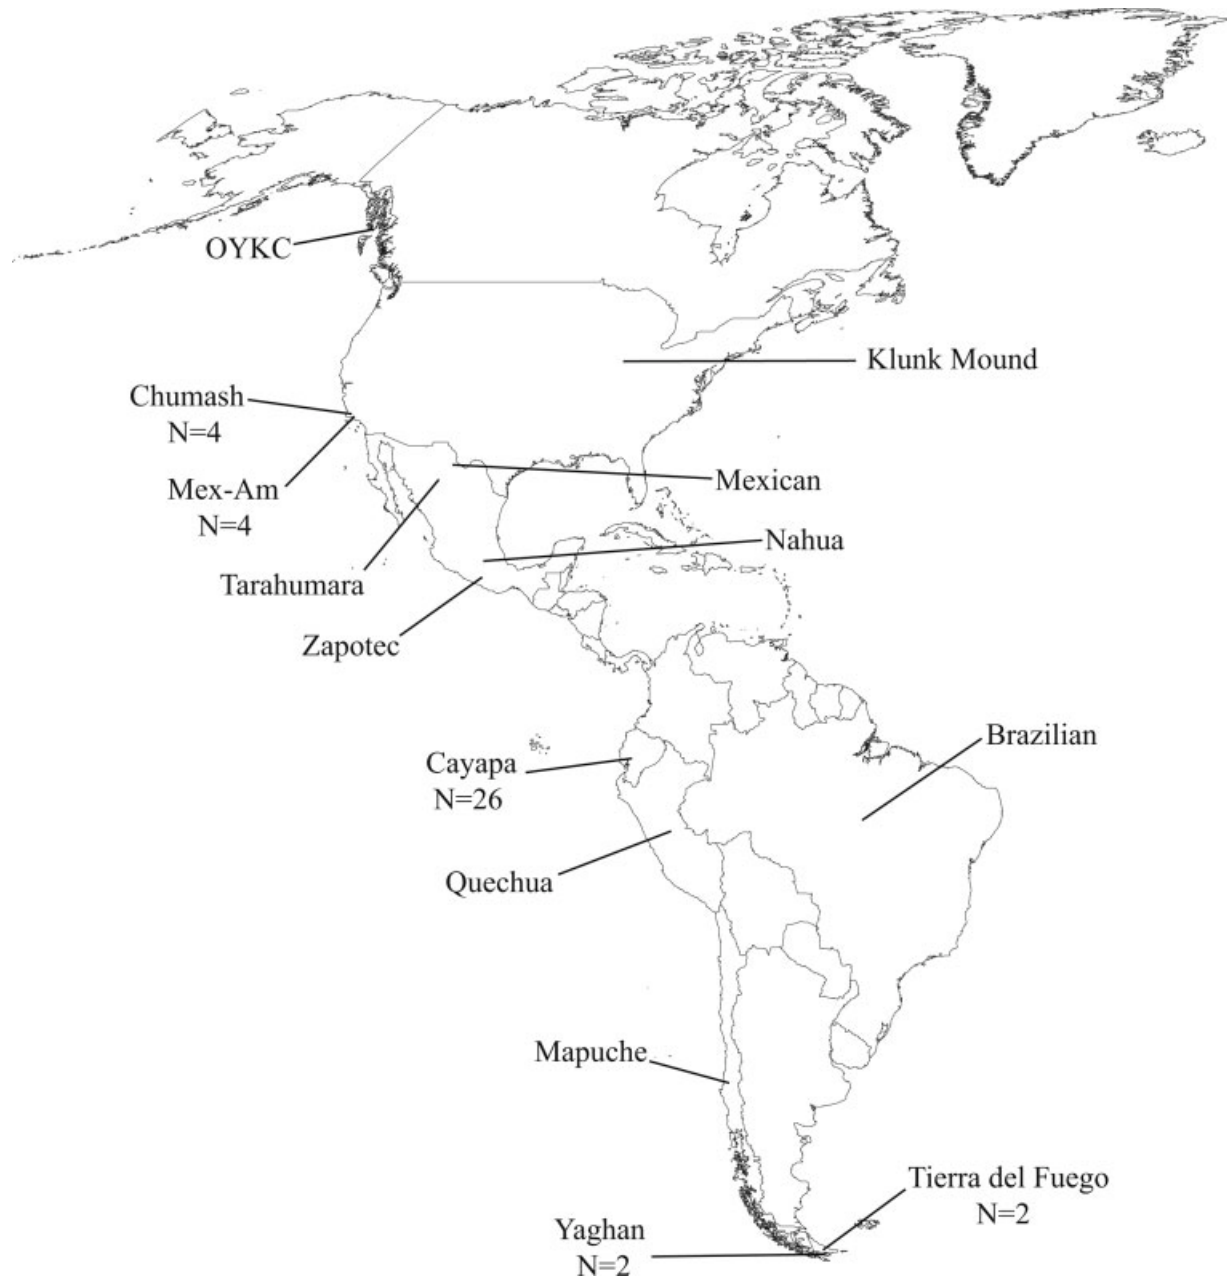 OYKC
Klunk Mound
Chumash
N=4
Mex-Am
N=4
Mexican
Nahua
Tarahumara
Zapotec
Brazilian
Cayapa
N=26
Quechua
Mapuche
Tierra del Fuego
N=2
Yaghan
N=2